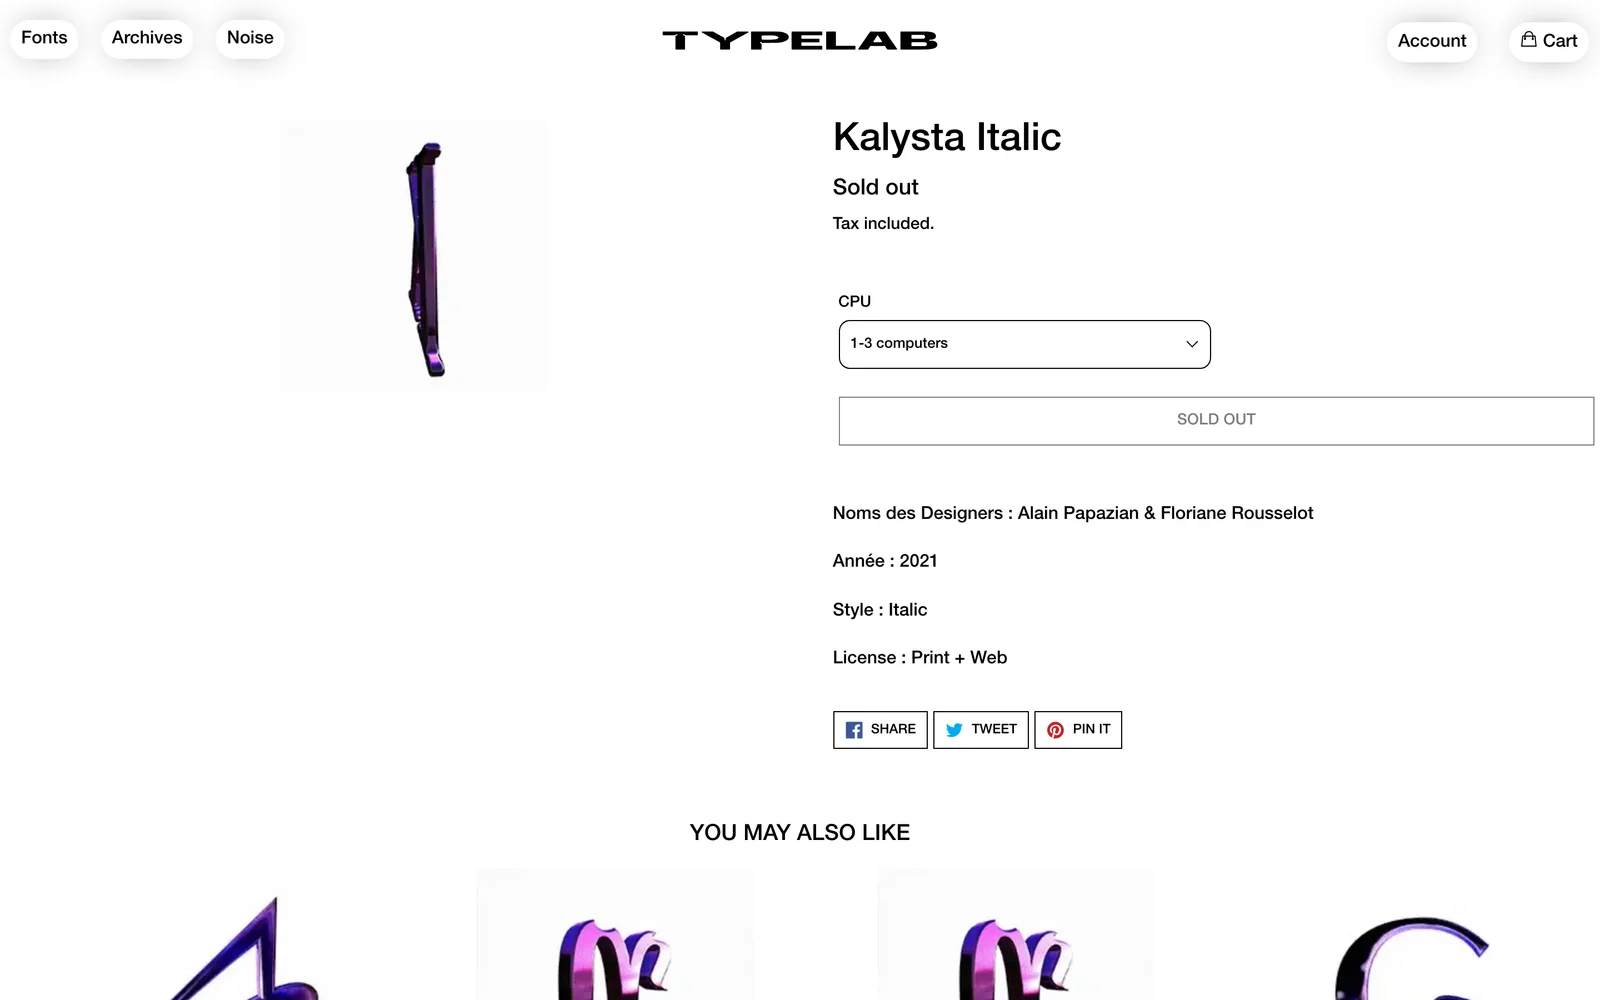 Fonts
Archives
Noise
TYPELAB
Account
Cart
Kalysta Italic
Sold out
Tax included.
CPU
1-3 computers
SOLD OUT
Noms des Designers : Alain Papazian & Floriane Rousselot
Année : 2021
Style : Italic
License : Print + Web
SHARE
TWEET
PIN IT
YOU MAY ALSO LIKE